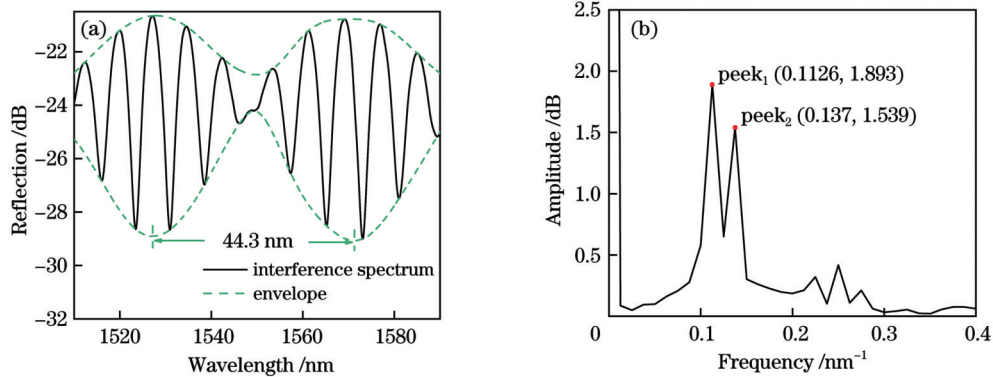 (a)
−22
−24
−26
−28
−30
−32
Reflection /dB
44.3 nm
interference spectrum
envelope
1520
1540
1560
1580
Wavelength /nm
(b)
2.5
2.0
1.5
1.0
0.5
0
Amplitude /dB
peek₁ (0.1126, 1.893)
peek₂ (0.137, 1.539)
0.1
0.2
0.3
0.4
Frequency /nm⁻¹